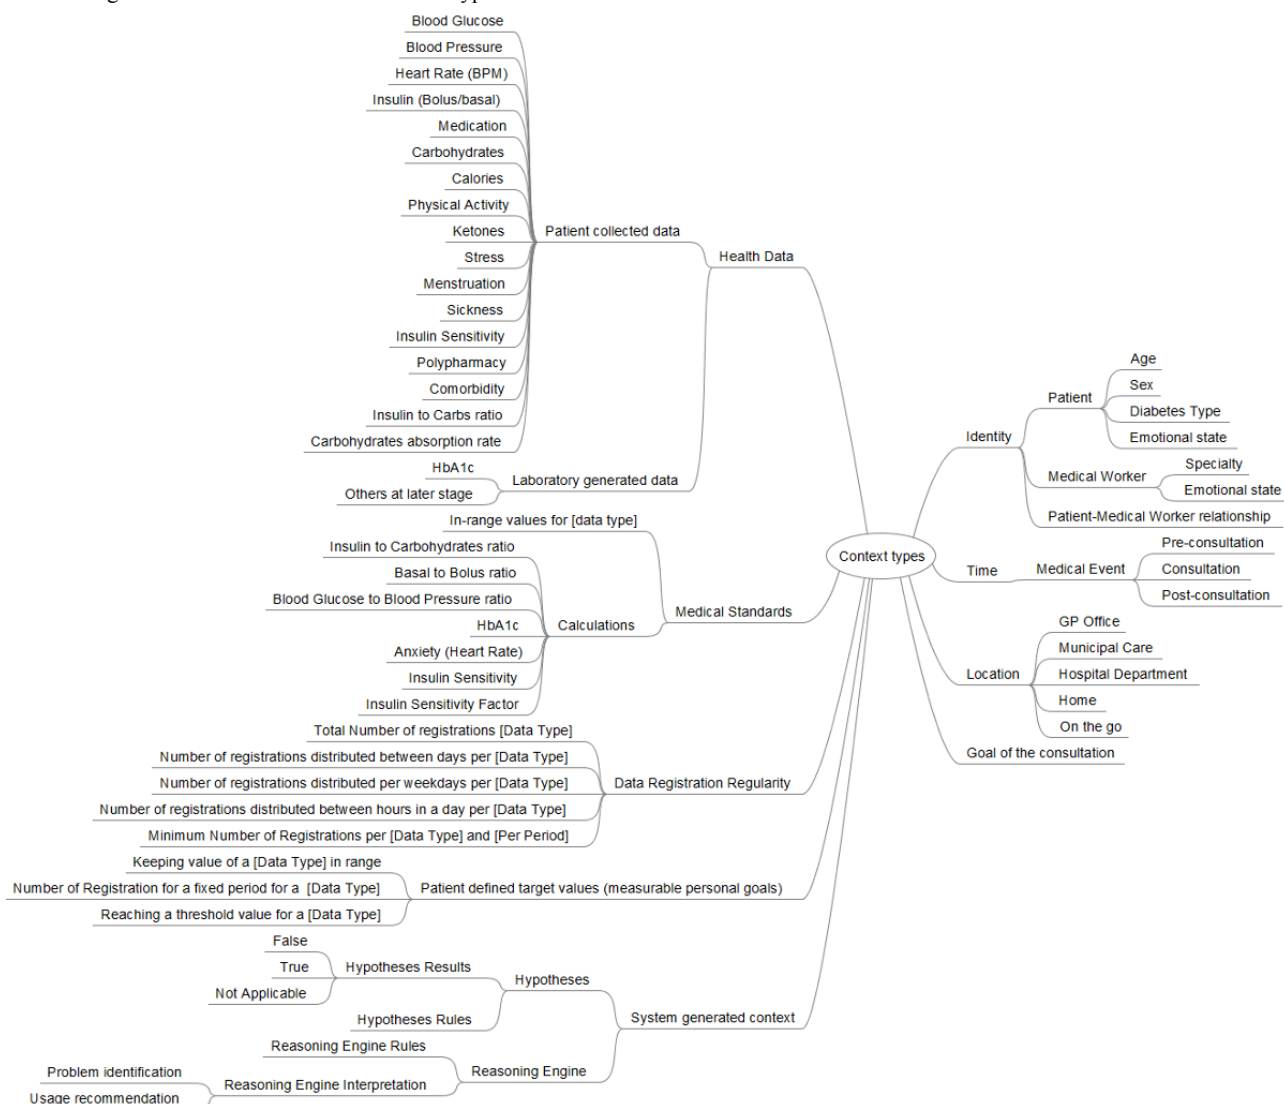 Blood Glucose
Blood Pressure
Heart Rate (BPM)
Insulin (Bolus/basal)
Medication
Carbohydrates
Calories
Physical Activity
Ketones
Stress
Menstruation
Sickness
Insulin Sensitivity
Polypharmacy
Comorbidity
Insulin to Carbs ratio
Carbohydrates absorption rate
Patient collected data
HbA1c
Others at later stage
Laboratory generated data
Health Data
In-range values for [data type]
Insulin to Carbohydrates ratio
Basal to Bolus ratio
Blood Glucose to Blood Pressure ratio
HbA1c
Anxiety (Heart Rate)
Insulin Sensitivity
Insulin Sensitivity Factor
Calculations
Medical Standards
Total Number of registrations [Data Type]
Number of registrations distributed between days per [Data Type]
Number of registrations distributed per weekdays per [Data Type]
Number of registrations distributed between hours in a day per [Data Type]
Minimum Number of Registrations per [Data Type] and [Per Period]
Data Registration Regularity
Keeping value of a [Data Type] in range
Number of Registration for a fixed period for a [Data Type]
Reaching a threshold value for a [Data Type]
Patient defined target values (measurable personal goals)
False
True
Not Applicable
Hypotheses Results
Hypotheses Rules
Hypotheses
Reasoning Engine Rules
Problem identification
Usage recommendation
Reasoning Engine Interpretation
Reasoning Engine
System generated context
Context types
Identity
Patient
Age
Sex
Diabetes Type
Emotional state
Medical Worker
Specialty
Emotional state
Patient-Medical Worker relationship
Time
Medical Event
Pre-consultation
Consultation
Post-consultation
Location
GP Office
Municipal Care
Hospital Department
Home
On the go
Goal of the consultation